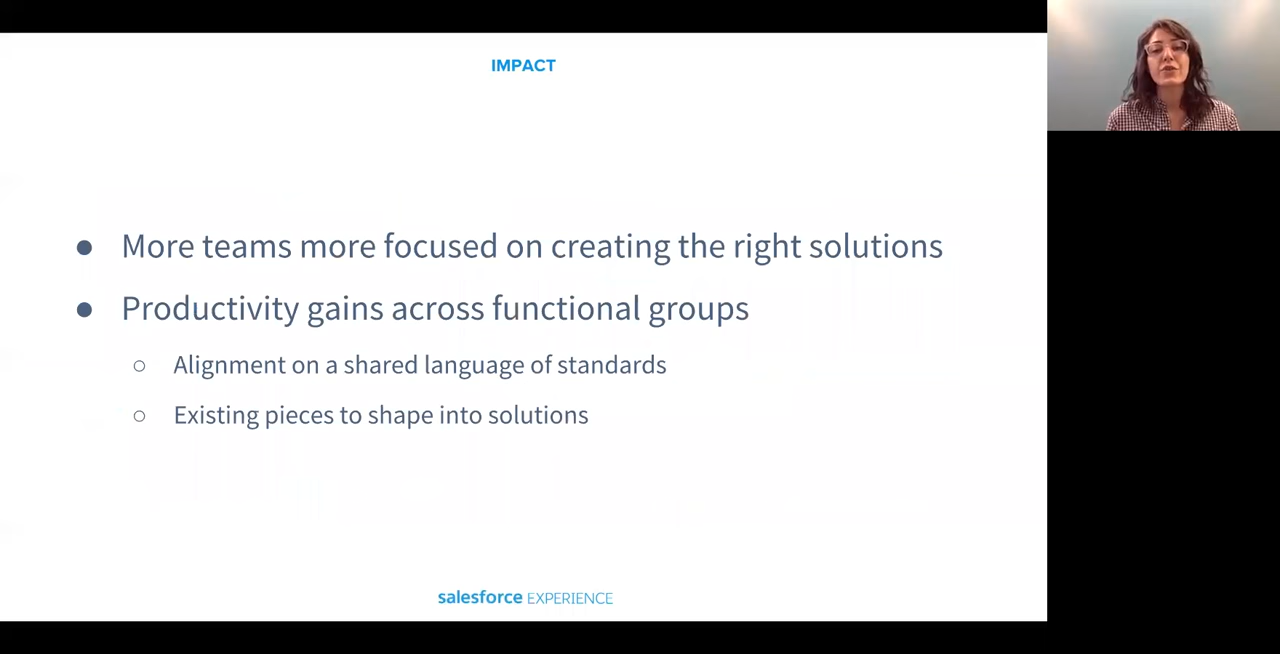 IMPACT
● More teams more focused on creating the right solutions
● Productivity gains across functional groups
○ Alignment on a shared language of standards
○ Existing pieces to shape into solutions
salesforce EXPERIENCE